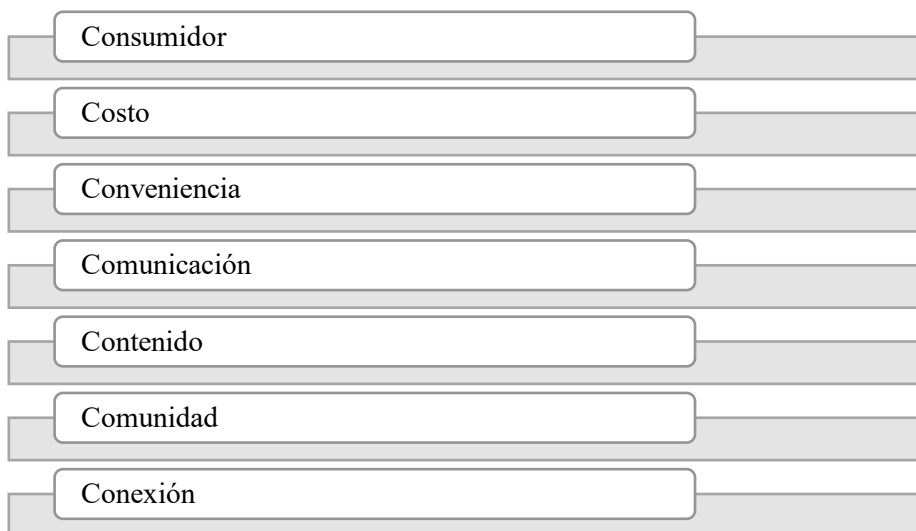 Consumidor
Costo
Conveniencia
Comunicación
Contenido
Comunidad
Conexión